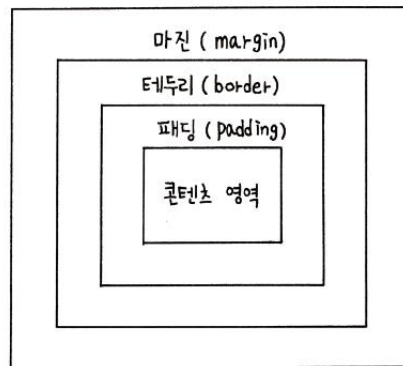 마진 ( margin)
테두리 ( border)
패딩 ( padding)
콘텐츠 영역